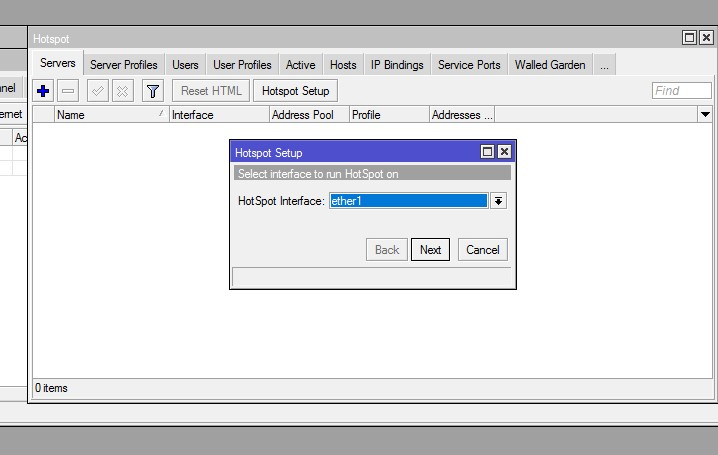 Hotspot
Servers Server Profiles Users User Profiles Active Hosts IP Bindings Service Ports Walled Garden ...
nnel
Reset HTML Hotspot Setup Find
ernet
Name Interface Address Pool Profile Addresses ...
Ac
Hotspot Setup
Select interface to run HotSpot on
HotSpot Interface: ether1
Back Next Cancel
0 items